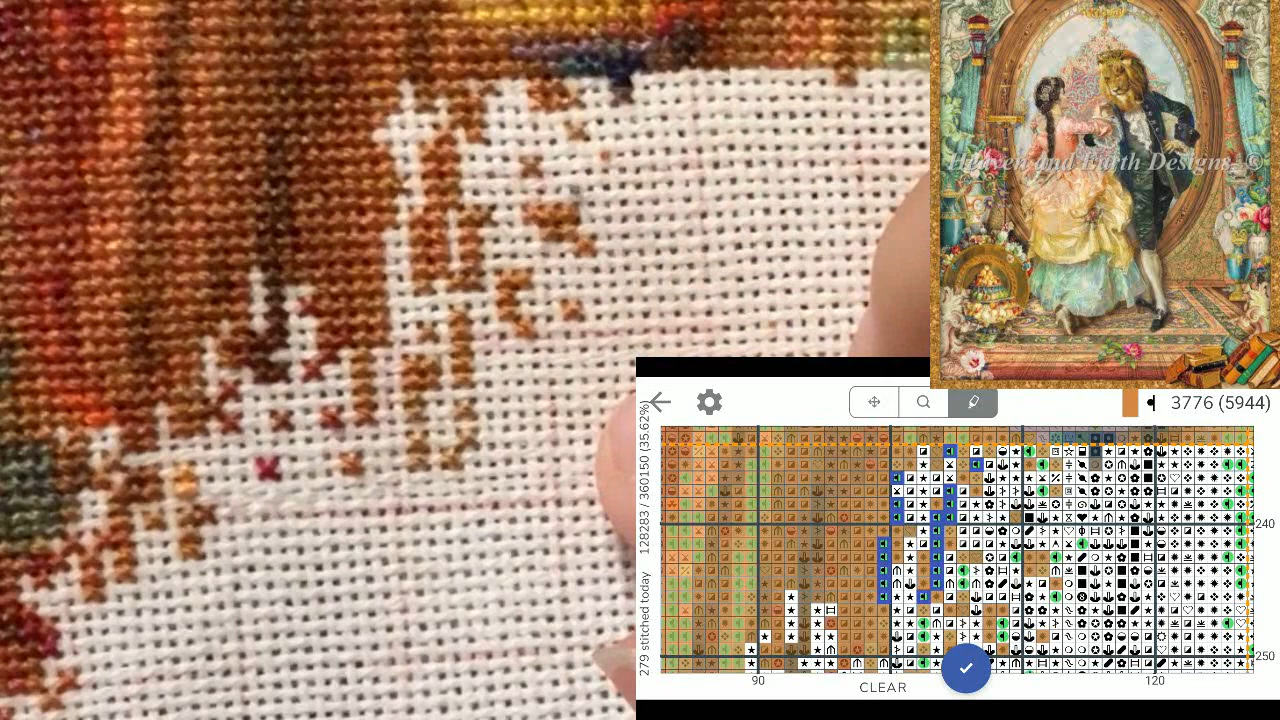 Heaven and Earth Designs ©
3776 (5944)
279 stitched today 128283 / 360150 (35.62%)
240
250
90
120
CLEAR